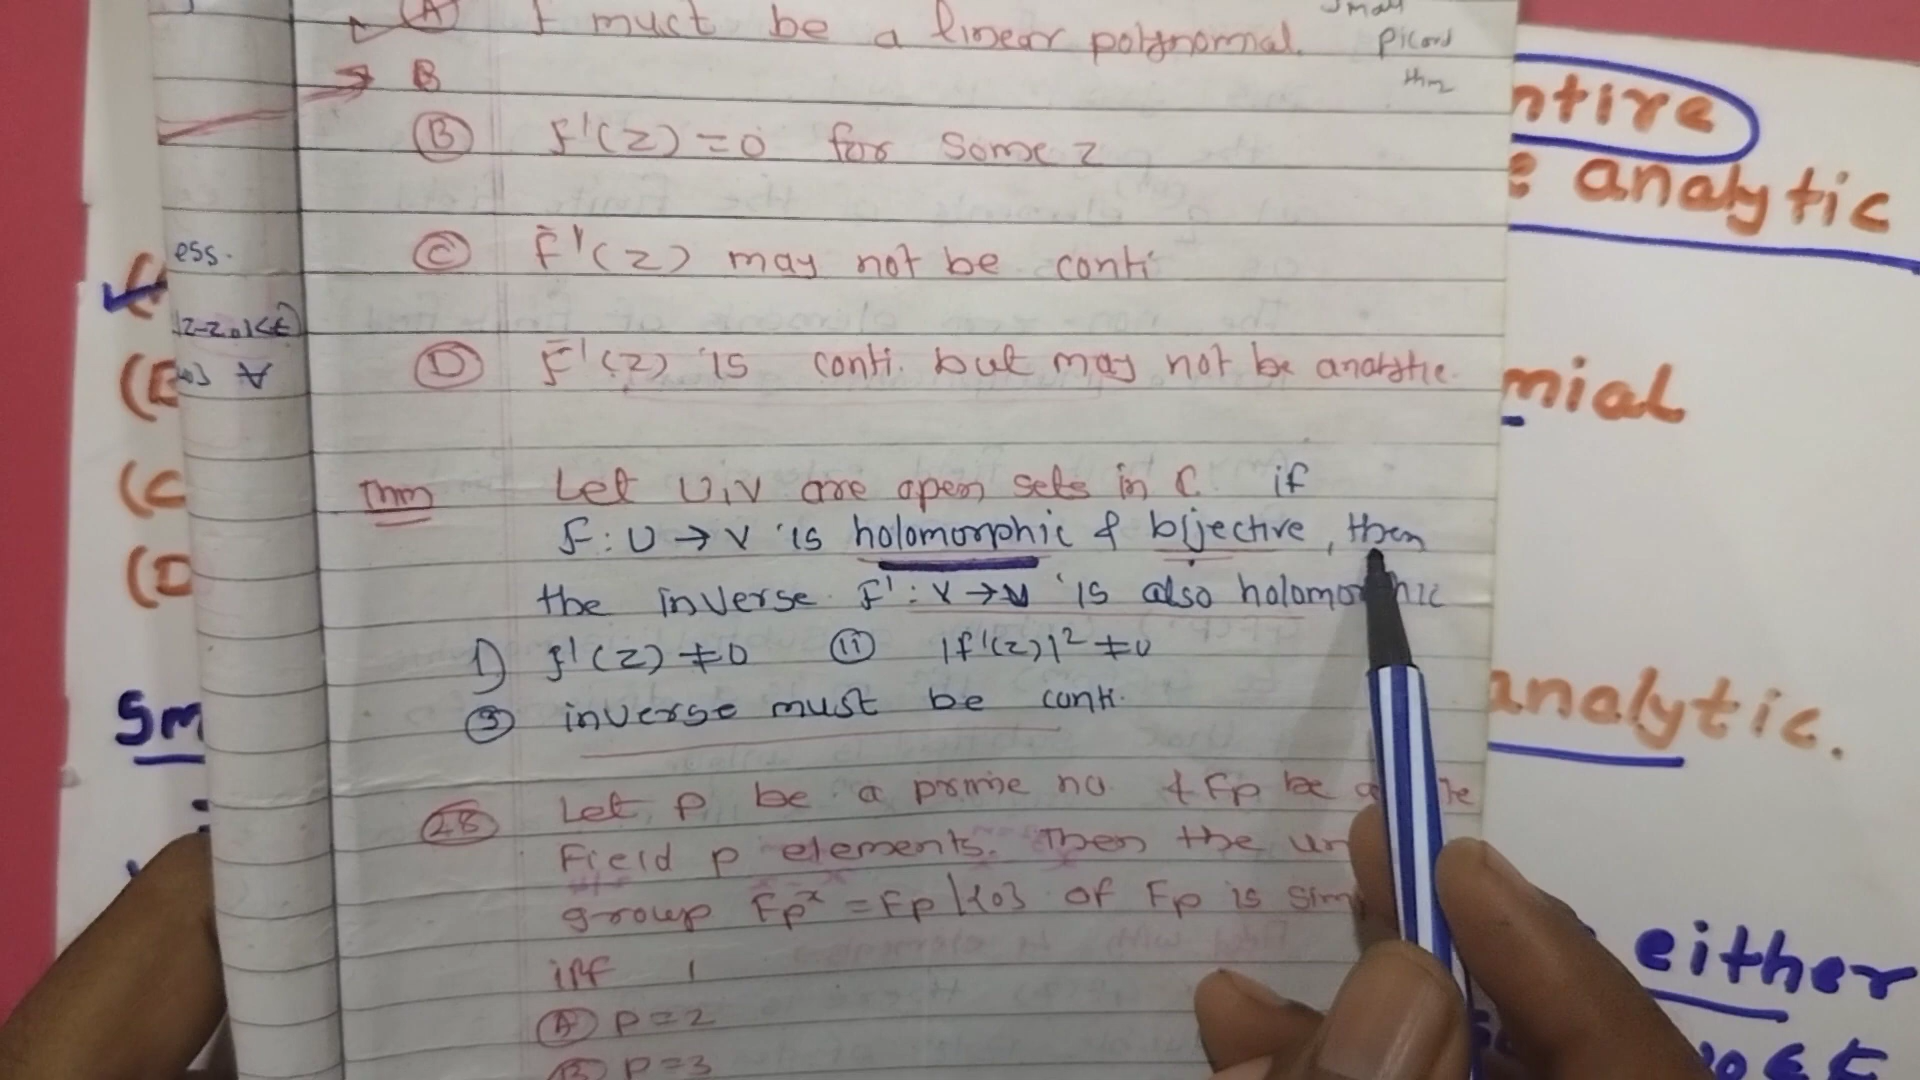 (A) f must be a linear polynomial.
small
Picard
thm
B
(B) f'(z) = 0 for some z
(C) f'(z) may not be conti
(D) f'(z) is conti. but may not be analytic.
Thm Let U,V are open sets in C if
f : U → V is holomorphic & bijective, then
the inverse f' : V → U is also holomorphic
1) f'(z) ≠ 0 (ii) |f'(z)|² ≠ 0
(3) inverse must be conti.
(28) Let p be a prime no. & Fp be a
Field p elements. Then the
group Fp^x = Fp \ {0} of Fp is
iff
(A) p = 2
(B) p = 3
ess.
|z-z0|<ε
∀
(C
(D
Sm
ntire
analytic
mial
analytic.
either